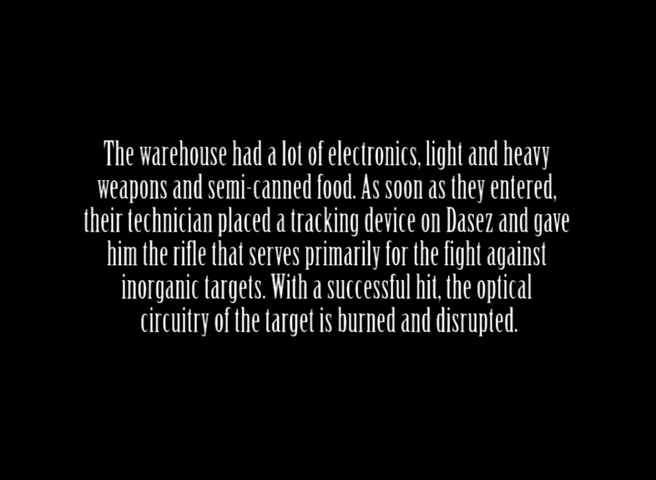 The warehouse had a lot of electronics, light and heavy
weapons and semi-canned food. As soon as they entered,
their technician placed a tracking device on Dasez and gave
him the rifle that serves primarily for the fight against
inorganic targets. With a successful hit, the optical
circuitry of the target is burned and disrupted.